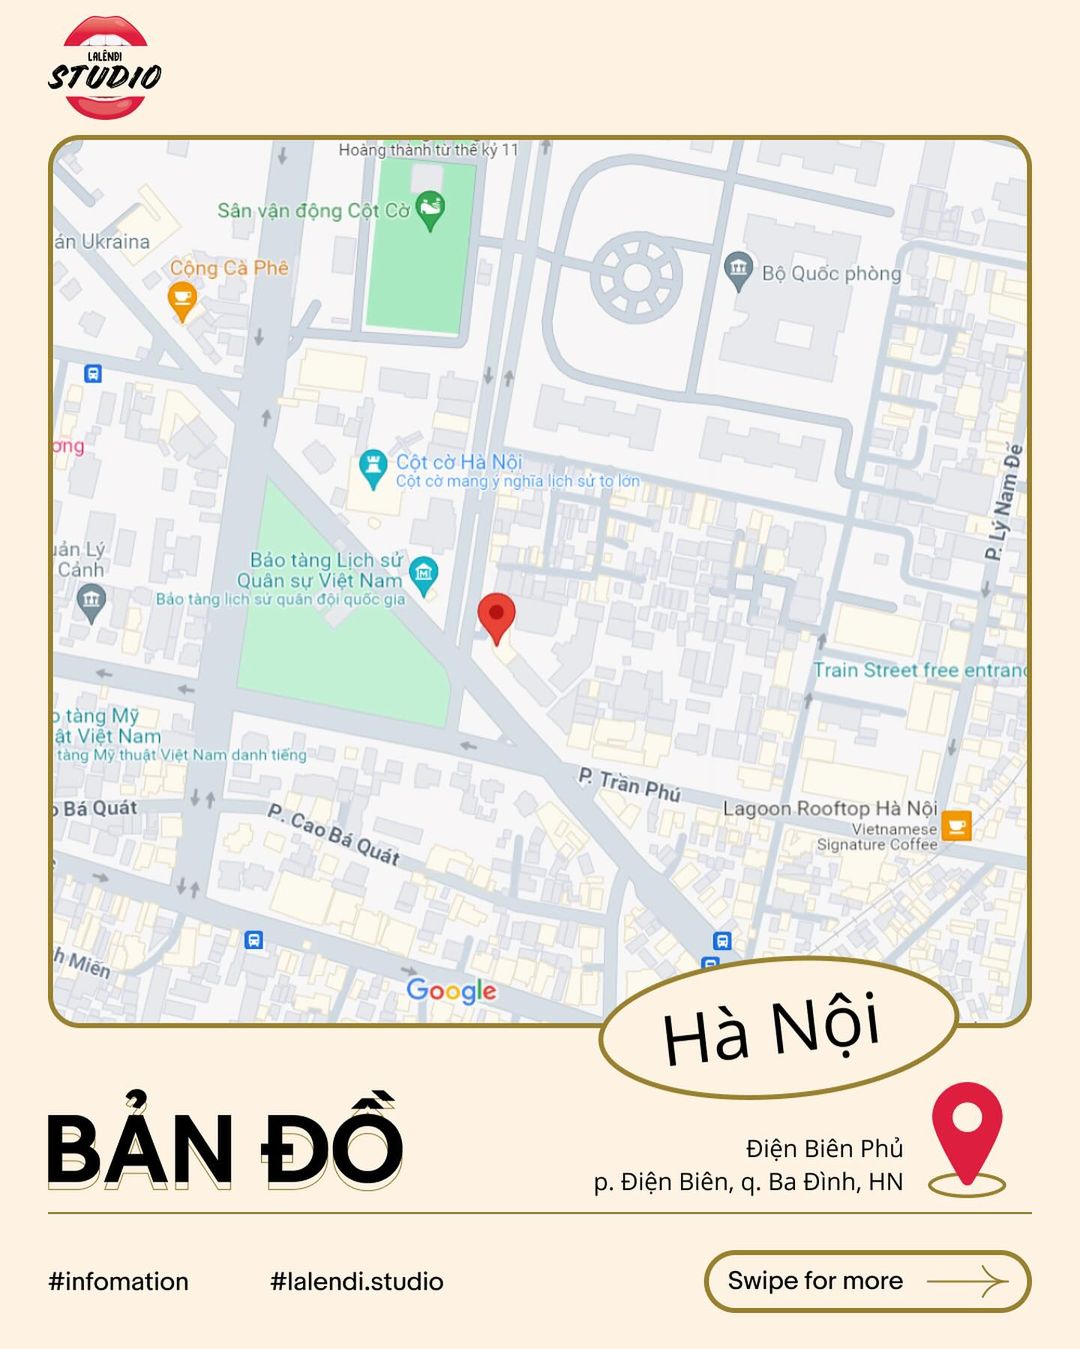 LALÊNĐI
STUDIO
Hoàng thành từ thế kỷ 11
Sân vận động Cột Cờ
án Ukraina
Cộng Cà Phê
Bộ Quốc phòng
ơng
Cột cờ Hà Nội
Cột cờ mang ý nghĩa lịch sử to lớn
P. Lý Nam Đế
uản Lý
Cảnh
Bảo tàng Lịch sử
Quân sự Việt Nam
Bảo tàng lịch sử quân đội quốc gia
Train Street free entranc
o tàng Mỹ
ật Việt Nam
tàng Mỹ thuật Việt Nam danh tiếng
P. Trần Phú
o Bá Quát
P. Cao Bá Quát
Lagoon Rooftop Hà Nội
Vietnamese
Signature Coffee
h Miến
Google
Hà Nội
BẢN ĐỒ
Điện Biên Phủ
p. Điện Biên, q. Ba Đình, HN
#infomation
#lalendi.studio
Swipe for more